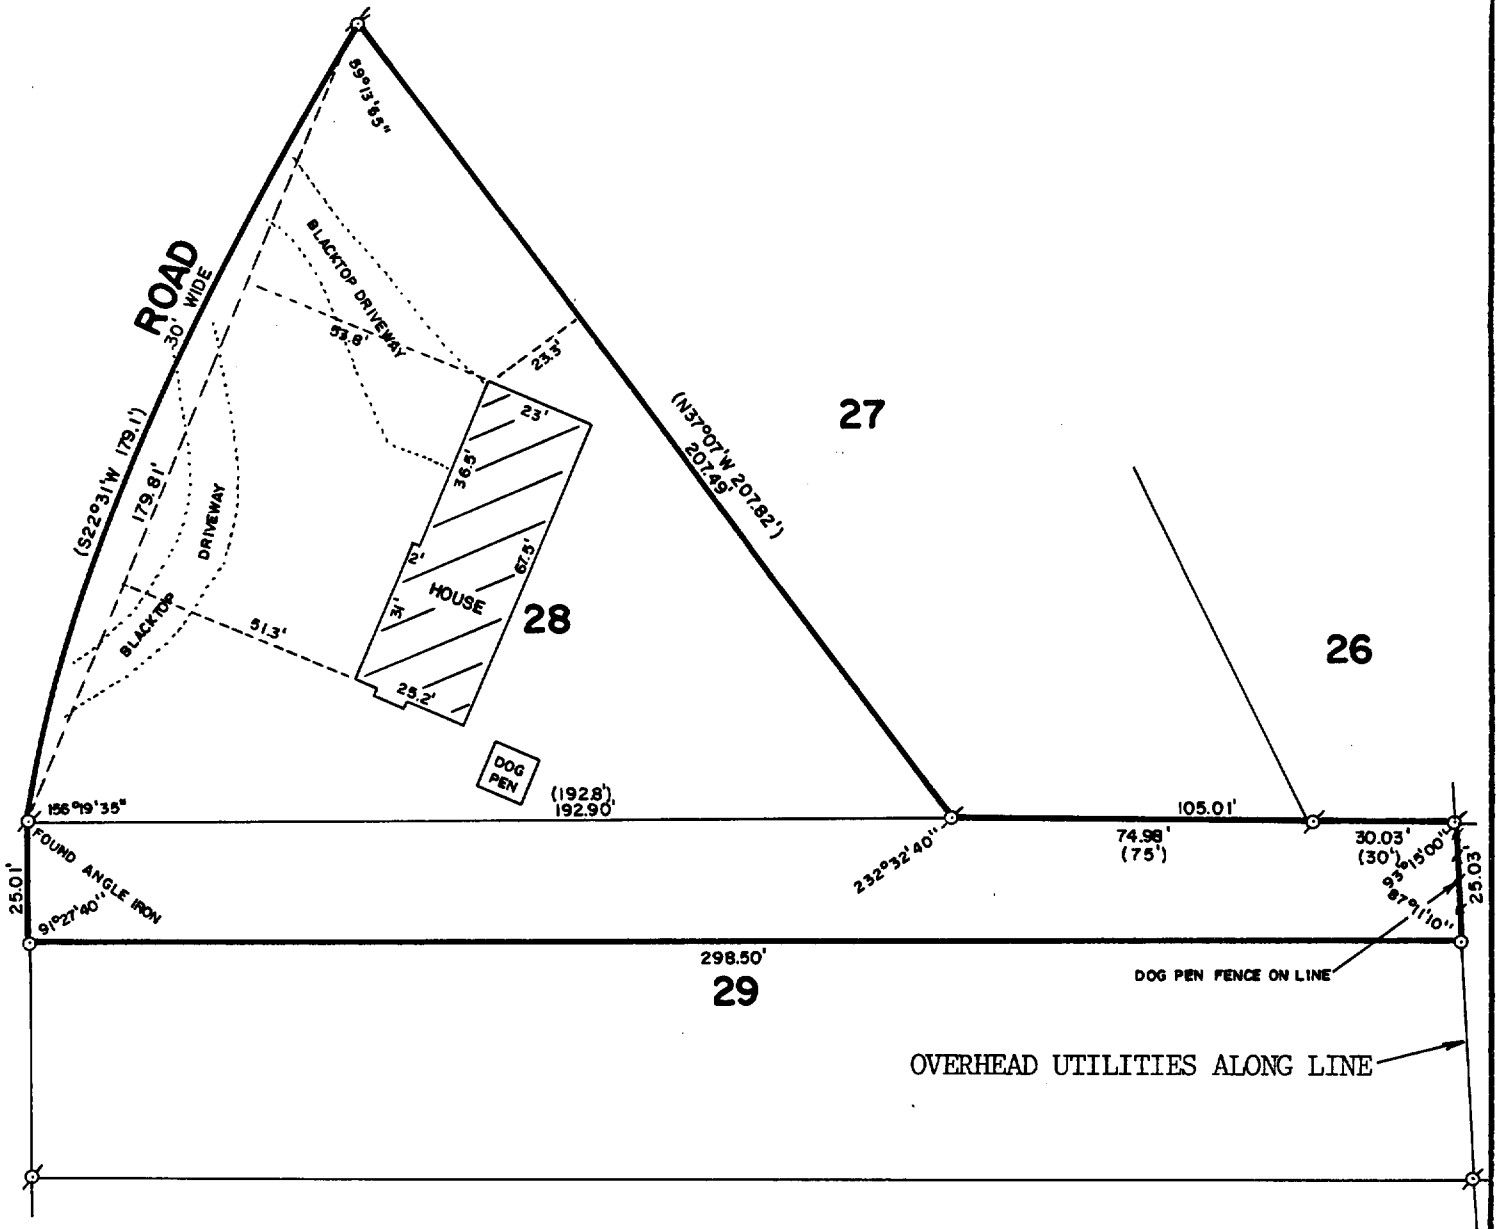 59°13'55"
ROAD
30' WIDE
BLACKTOP DRIVEWAY
53.8'
23.3'
27
(N37°07'W 207.82')
207.49'
23'
36.5'
(S22°31'W 179.1')
179.81'
DRIVEWAY
BLACKTOP
2'
67.5'
HOUSE
31'
28
26
51.3'
25.2'
DOG
PEN
(192.8')
192.90'
156°19'35"
105.01'
74.98'
(75')
30.03'
(30')
232°32'40"
93°15'00"
87°11'10"
25.03'
FOUND ANGLE IRON
25.01'
91°27'40"
298.50'
29
DOG PEN FENCE ON LINE
OVERHEAD UTILITIES ALONG LINE